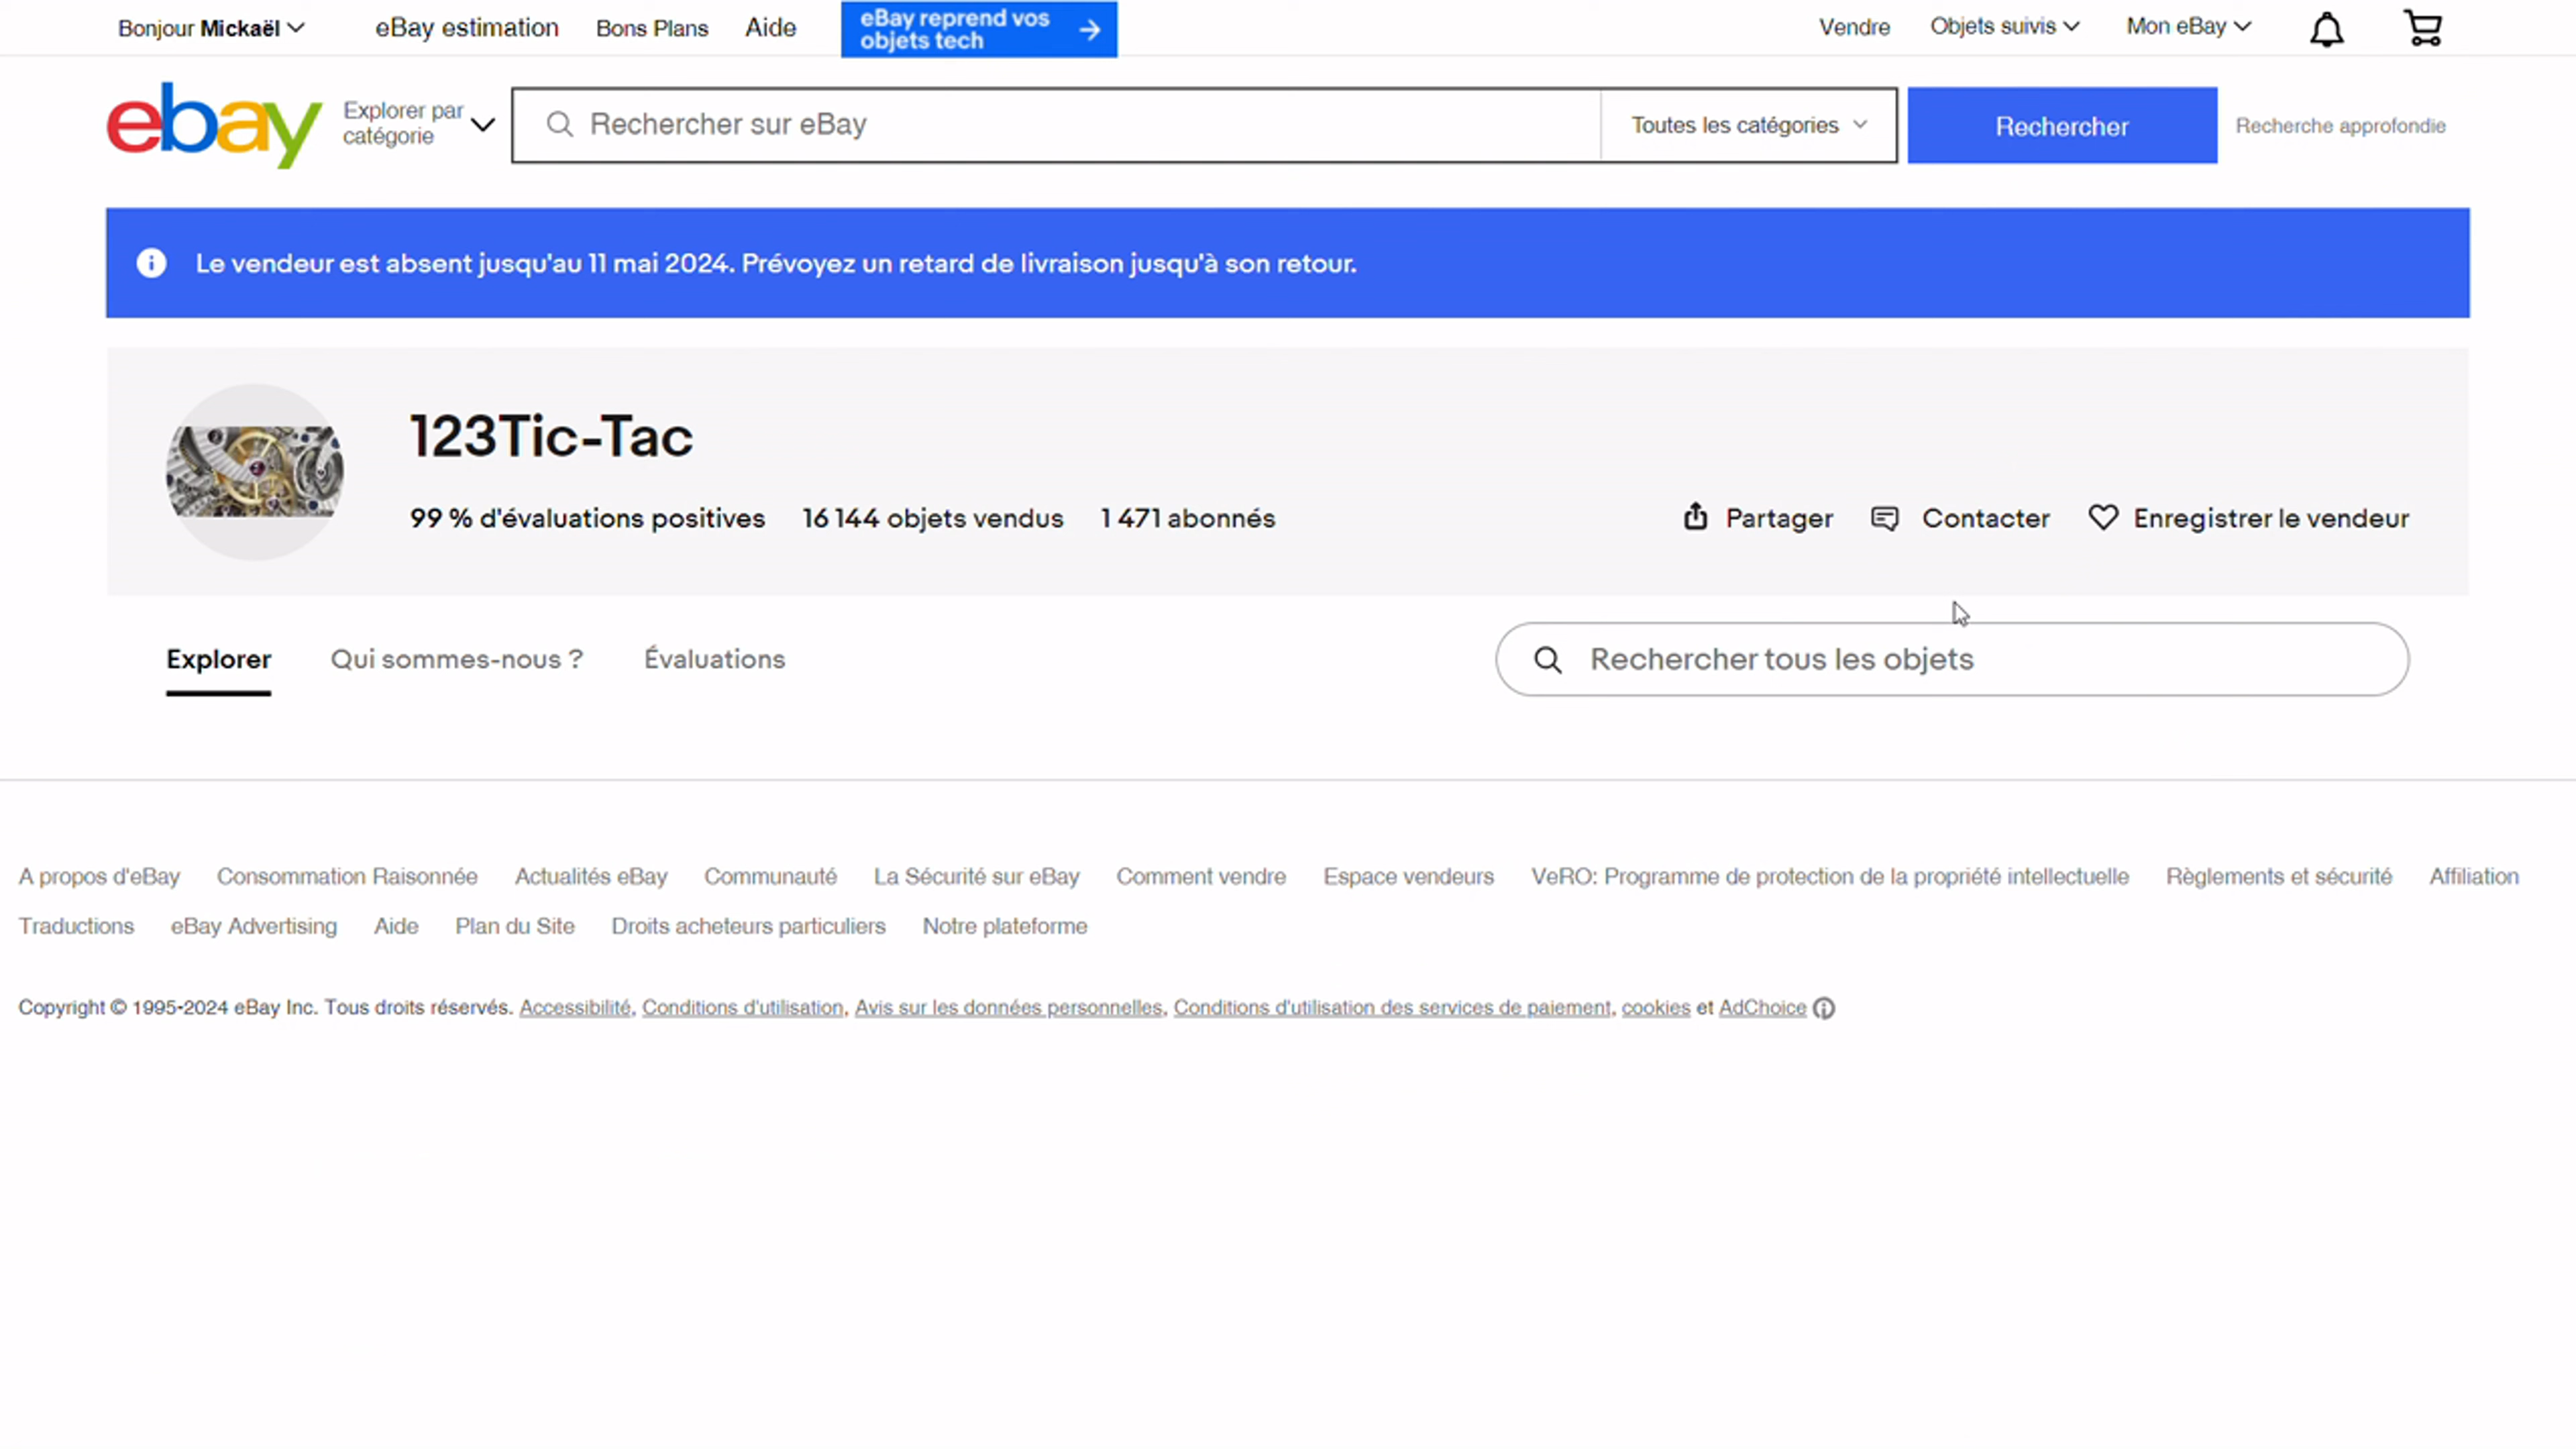 Bonjour Mickaël
eBay estimation
Bons Plans
Aide
eBay reprend vos
objets tech
Vendre
Objets suivis
Mon eBay
ebay
Explorer par
catégorie
Rechercher sur eBay
Toutes les catégories
Rechercher
Recherche approfondie
Le vendeur est absent jusqu'au 11 mai 2024. Prévoyez un retard de livraison jusqu'à son retour.
123Tic-Tac
99 % d'évaluations positives
16 144 objets vendus
1 471 abonnés
Partager
Contacter
Enregistrer le vendeur
Explorer
Qui sommes-nous ?
Évaluations
Rechercher tous les objets
A propos d'eBay
Consommation Raisonnée
Actualités eBay
Communauté
La Sécurité sur eBay
Comment vendre
Espace vendeurs
VeRO: Programme de protection de la propriété intellectuelle
Règlements et sécurité
Affiliation
Traductions
eBay Advertising
Aide
Plan du Site
Droits acheteurs particuliers
Notre plateforme
Copyright © 1995-2024 eBay Inc. Tous droits réservés. Accessibilité, Conditions d'utilisation, Avis sur les données personnelles, Conditions d'utilisation des services de paiement, cookies et AdChoice